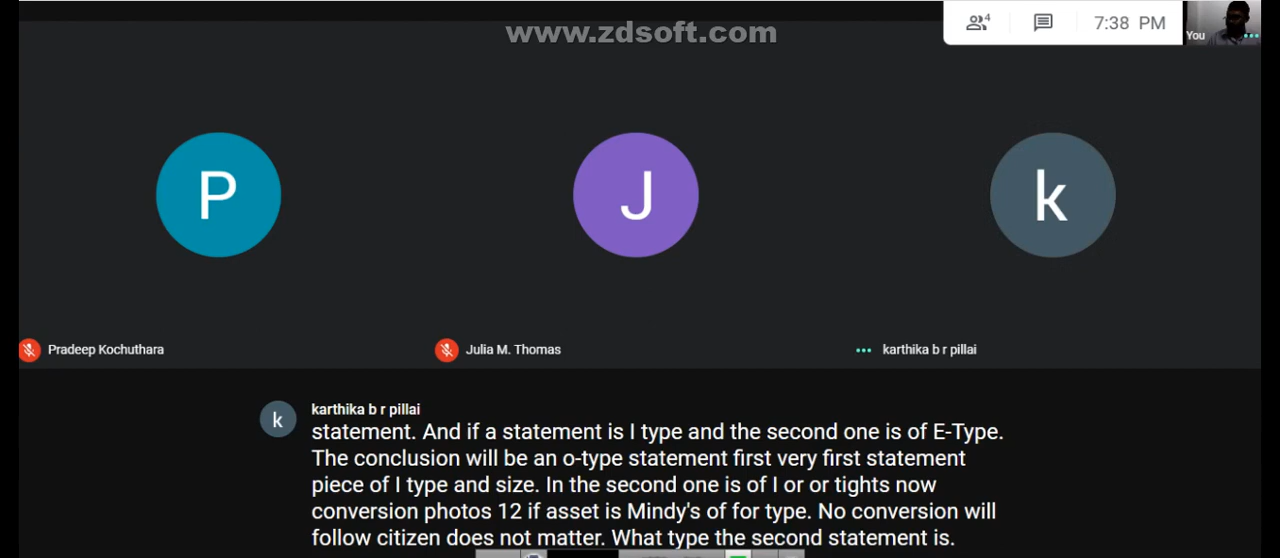 www.zdsoft.com
4
7:38 PM
You
P
J
k
Pradeep Kochuthara
Julia M. Thomas
karthika b r pillai
k
karthika b r pillai
statement. And if a statement is I type and the second one is of E-Type.
The conclusion will be an o-type statement first very first statement
piece of I type and size. In the second one is of I or or tights now
conversion photos 12 if asset is Mindy's of for type. No conversion will
follow citizen does not matter. What type the second statement is.